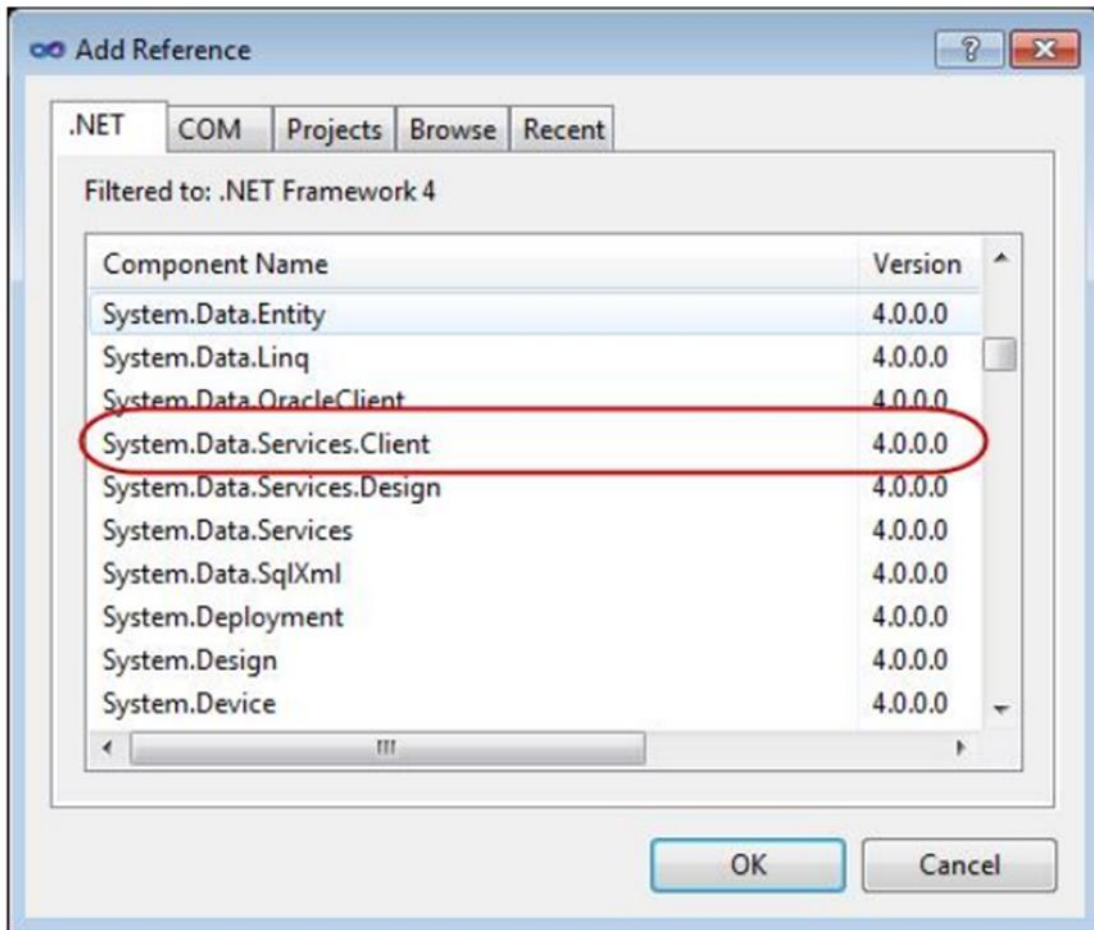 Add Reference
.NET COM Projects Browse Recent
Filtered to: .NET Framework 4
Component Name Version
System.Data.Entity 4.0.0.0
System.Data.Linq 4.0.0.0
System.Data.OracleClient 4.0.0.0
System.Data.Services.Client 4.0.0.0
System.Data.Services.Design 4.0.0.0
System.Data.Services 4.0.0.0
System.Data.SqlXml 4.0.0.0
System.Deployment 4.0.0.0
System.Design 4.0.0.0
System.Device 4.0.0.0
OK Cancel